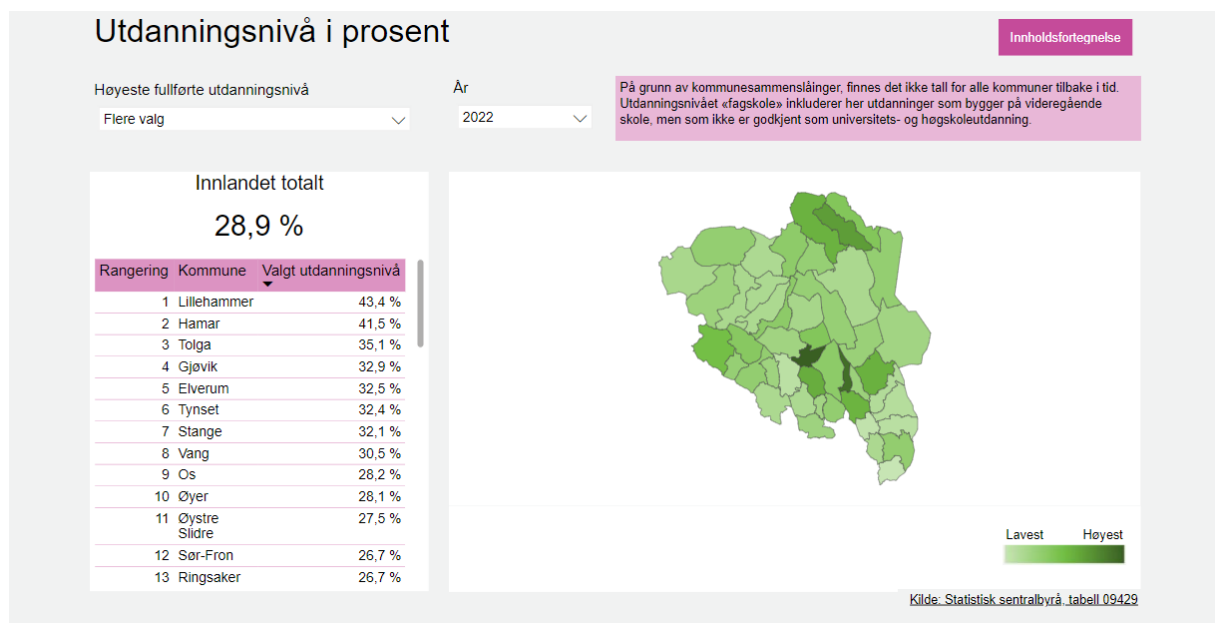 Utdanningsnivå i prosent
Innholdsfortegnelse
Høyeste fullførte utdanningsnivå
Flere valg
År
2022
På grunn av kommunesammenslåinger, finnes det ikke tall for alle kommuner tilbake i tid.
Utdanningsnivået «fagskole» inkluderer her utdanninger som bygger på videregående
skole, men som ikke er godkjent som universitets- og høgskoleutdanning.
Innlandet totalt
28,9 %
Rangering Kommune Valgt utdanningsnivå
1 Lillehammer 43,4 %
2 Hamar 41,5 %
3 Tolga 35,1 %
4 Gjøvik 32,9 %
5 Elverum 32,5 %
6 Tynset 32,4 %
7 Stange 32,1 %
8 Vang 30,5 %
9 Os 28,2 %
10 Øyer 28,1 %
11 Øystre 27,5 %
Slidre
12 Sør-Fron 26,7 %
13 Ringsaker 26,7 %
Lavest Høyest
Kilde: Statistisk sentralbyrå, tabell 09429